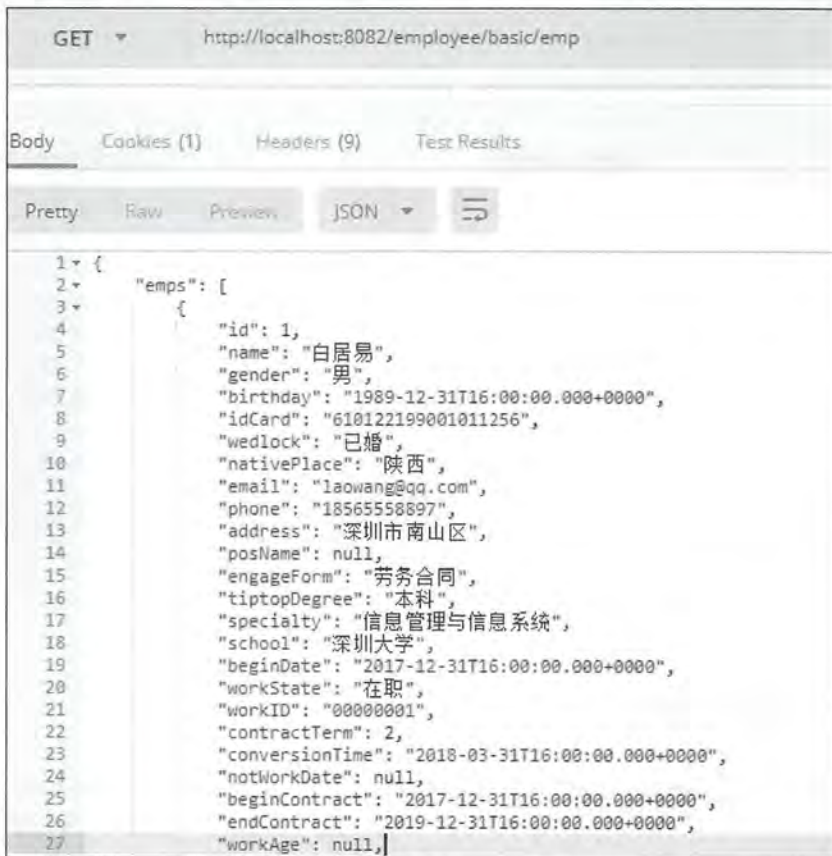 GET http://localhost:8082/employee/basic/emp
Body Cookies (1) Headers (9) Test Results
Pretty Raw Preview JSON
1 {
2 "emps": [
3 {
4 "id": 1,
5 "name": "白居易",
6 "gender": "男",
7 "birthday": "1989-12-31T16:00:00.000+0000",
8 "idCard": "610122199001011256",
9 "wedlock": "已婚",
10 "nativePlace": "陕西",
11 "email": "laowang@qq.com",
12 "phone": "18565558897",
13 "address": "深圳市南山区",
14 "posName": null,
15 "engageForm": "劳务合同",
16 "tiptopDegree": "本科",
17 "specialty": "信息管理与信息系统",
18 "school": "深圳大学",
19 "beginDate": "2017-12-31T16:00:00.000+0000",
20 "workState": "在职",
21 "workID": "00000001",
22 "contractTerm": 2,
23 "conversionTime": "2018-03-31T16:00:00.000+0000",
24 "notWorkDate": null,
25 "beginContract": "2017-12-31T16:00:00.000+0000",
26 "endContract": "2019-12-31T16:00:00.000+0000",
27 "workAge": null,